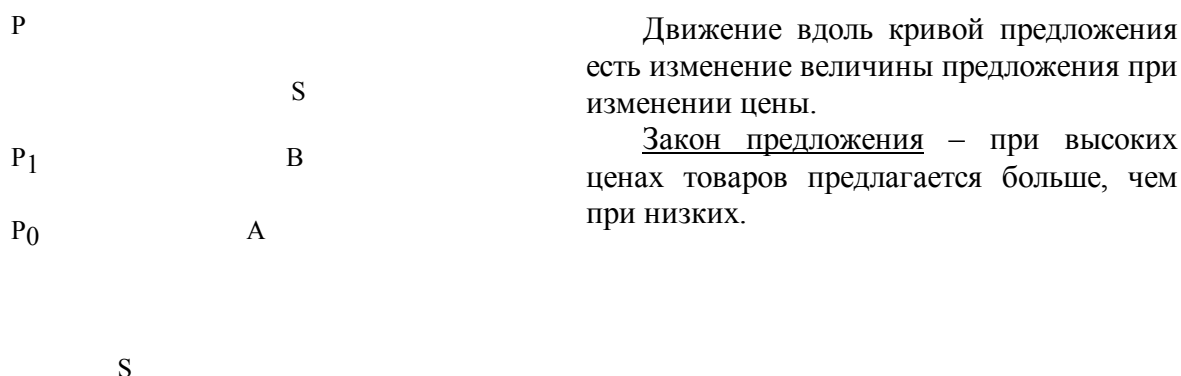 P
S
P1 B
P0 A
S
Движение вдоль кривой предложения
есть изменение величины предложения при
изменении цены.
Закон предложения – при высоких
ценах товаров предлагается больше, чем
при низких.